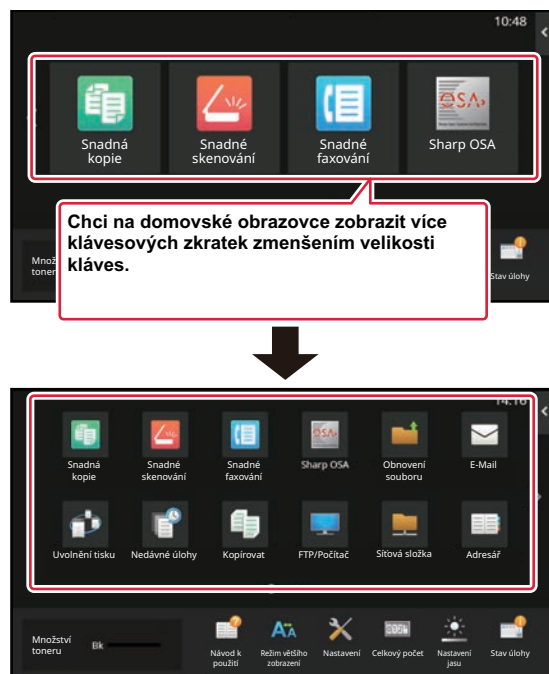 10:48
OSA
Snadná
kopie
Snadné
skenování
Snadné
faxování
Sharp OSA
Chci na domovské obrazovce zobrazit více
klávesových zkratek zmenšením velikosti
kláves.
Množ
toner
Stav úlohy
14:16
OSA
Snadná
kopie
Snadné
skenování
Snadné
faxování
Sharp OSA
Obnovení
souboru
E-Mail
Uvolnění tisku
Nedávné úlohy
Kopírovat
FTP/Počítač
Síťová složka
Adresář
Množství
toneru
Bk
Návod k
použití
Režim většího
zobrazení
Nastavení
Celkový počet
Nastavení
jasu
Stav úlohy